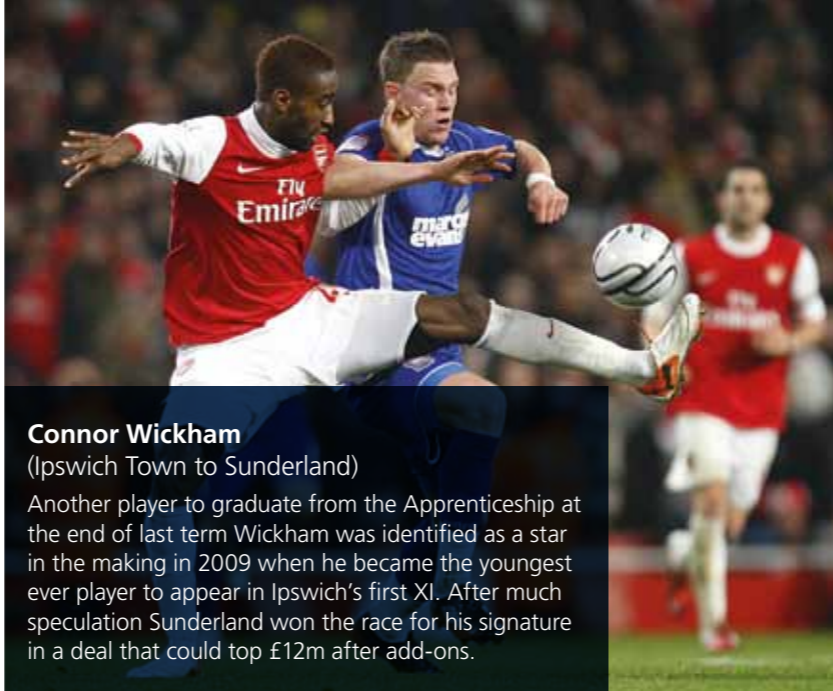 Fly
Emirates
marcus
evans
Fly
Emirates
Connor Wickham
(Ipswich Town to Sunderland)
Another player to graduate from the Apprenticeship at
the end of last term Wickham was identified as a star
in the making in 2009 when he became the youngest
ever player to appear in Ipswich’s first XI. After much
speculation Sunderland won the race for his signature
in a deal that could top £12m after add-ons.